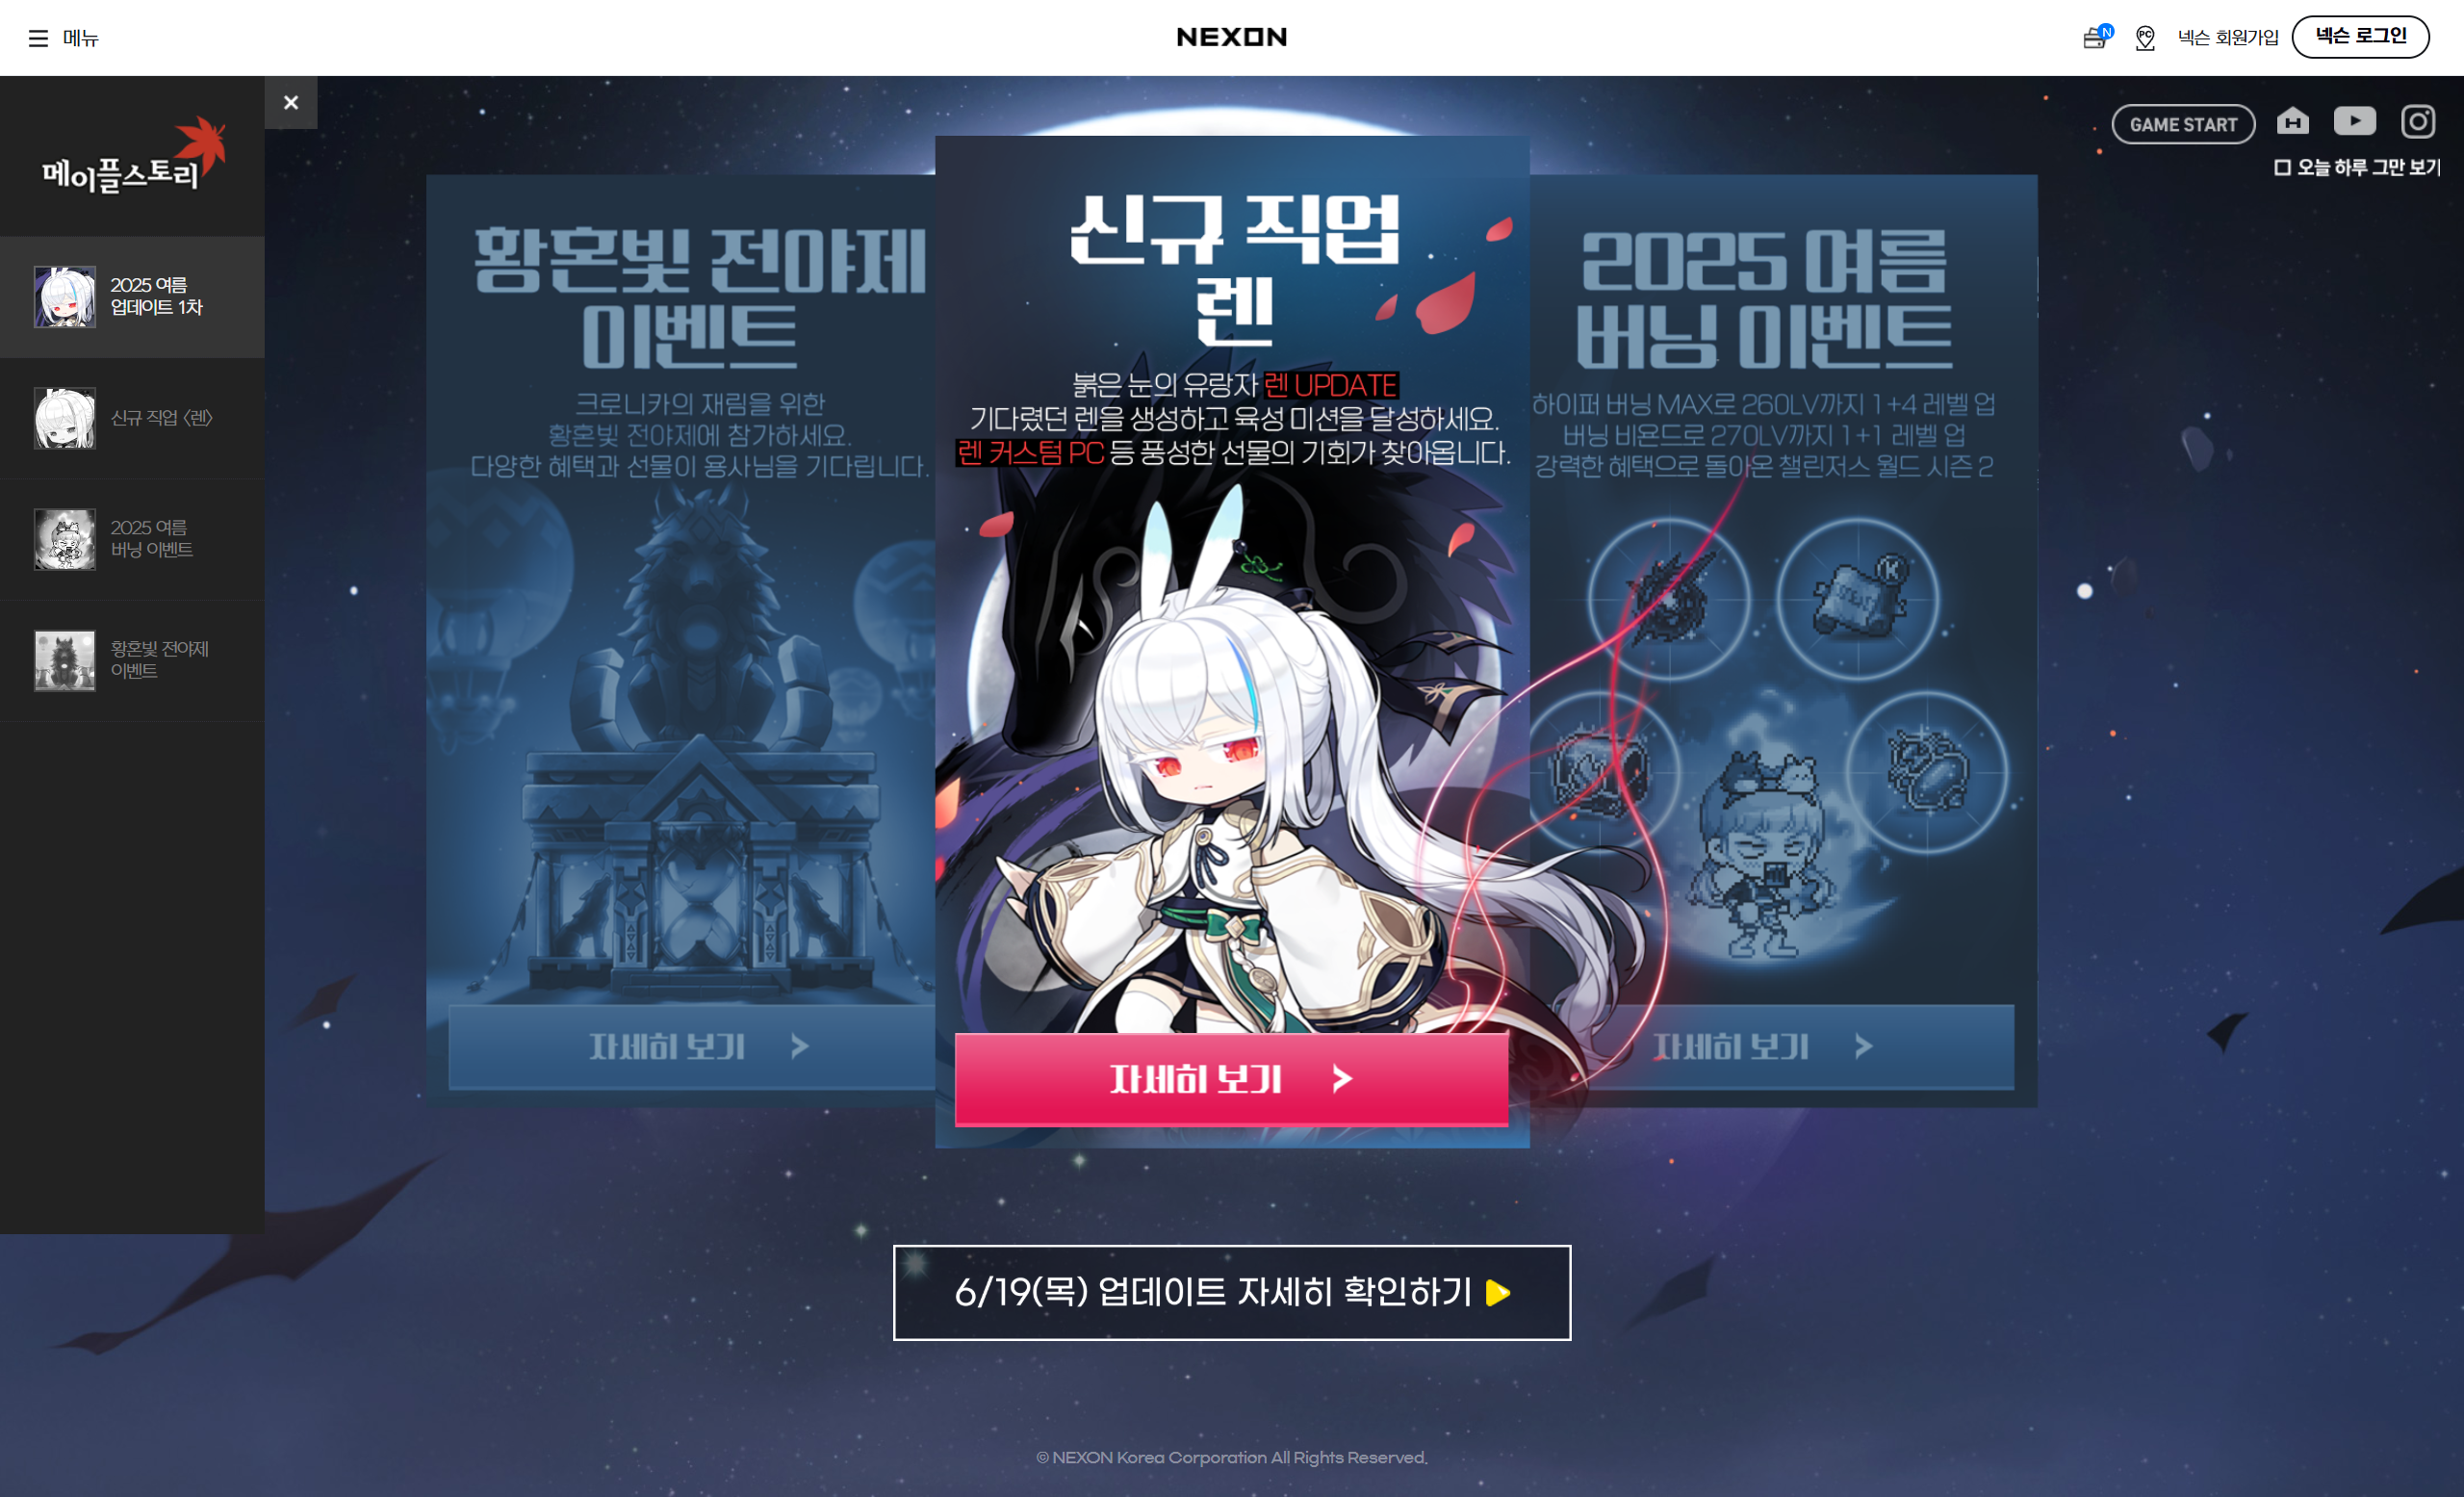 메뉴
NEXON
N
PC
넥슨 회원가입
넥슨 로그인
메이플스토리
2025 여름
업데이트 1차
신규 직업 〈렌〉
2025 여름
버닝 이벤트
황혼빛 전야제
이벤트
×
GAME START
H
오늘 하루 그만 보기
황혼빛 전야제
이벤트
크로니카의 재림을 위한
황혼빛 전야제에 참가하세요.
다양한 혜택과 선물이 용사님을 기다립니다.
자세히 보기 >
신규 직업
렌
붉은 눈의 유랑자 렌 UPDATE
기다렸던 렌을 생성하고 육성 미션을 달성하세요.
렌 커스텀 PC 등 풍성한 선물의 기회가 찾아옵니다.
자세히 보기 >
2025 여름
버닝 이벤트
하이퍼 버닝 MAX로 260LV까지 1+4 레벨 업
버닝 비욘드로 270LV까지 1+1 레벨 업
강력한 혜택으로 돌아온 챌린저스 월드 시즌 2
K
자세히 보기 >
6/19(목) 업데이트 자세히 확인하기
© NEXON Korea Corporation All Rights Reserved.